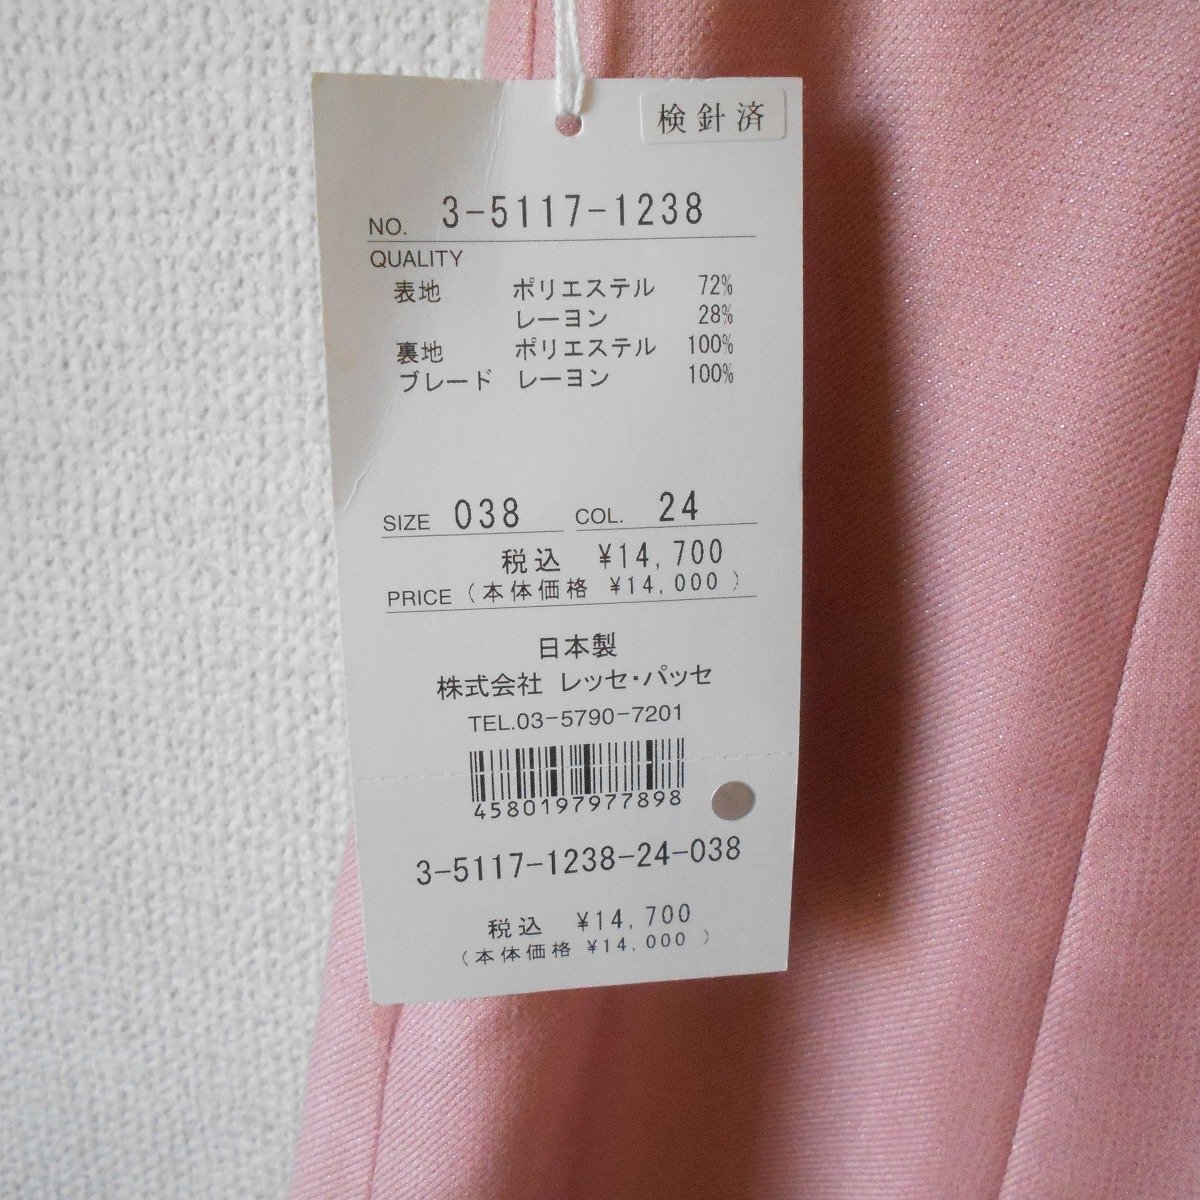 検針済
NO. 3-5117-1238
QUALITY
表地 ポリエステル 72%
レーヨン 28%
裏地 ポリエステル 100%
ブレード レーヨン 100%
SIZE 038 COL. 24
税込 ¥14,700
PRICE (本体価格 ¥14,000 )
日本製
株式会社 レッセ・パッセ
TEL.03-5790-7201
4580197977898
3-5117-1238-24-038
税込 ¥14,700
(本体価格 ¥14,000 )